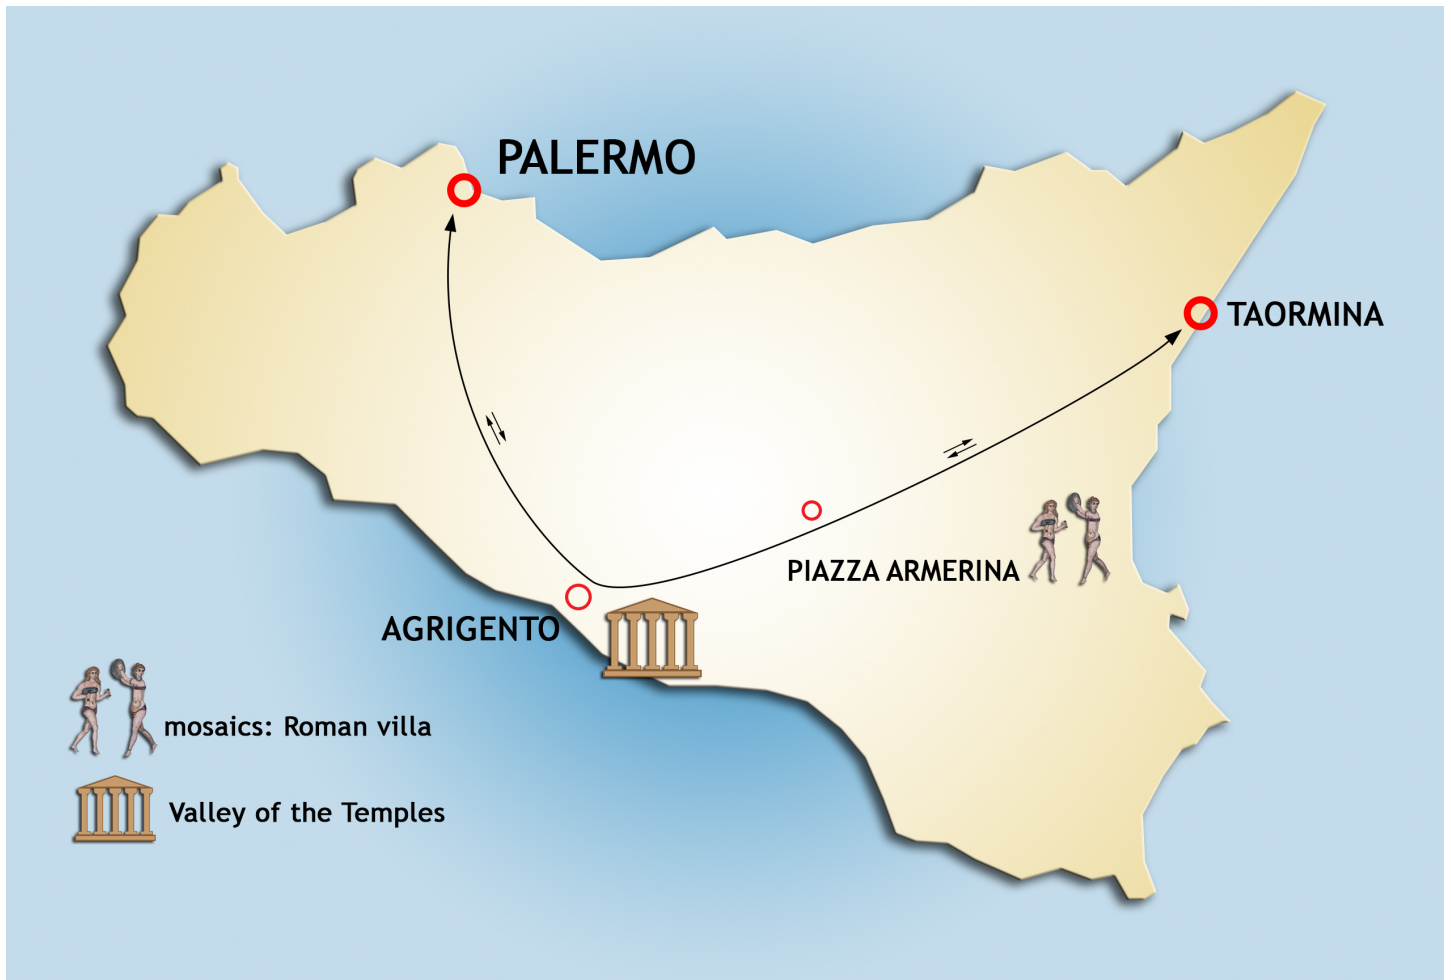 PALERMO
TAORMINA
PIAZZA ARMERINA
AGRIGENTO
mosaics: Roman villa
Valley of the Temples